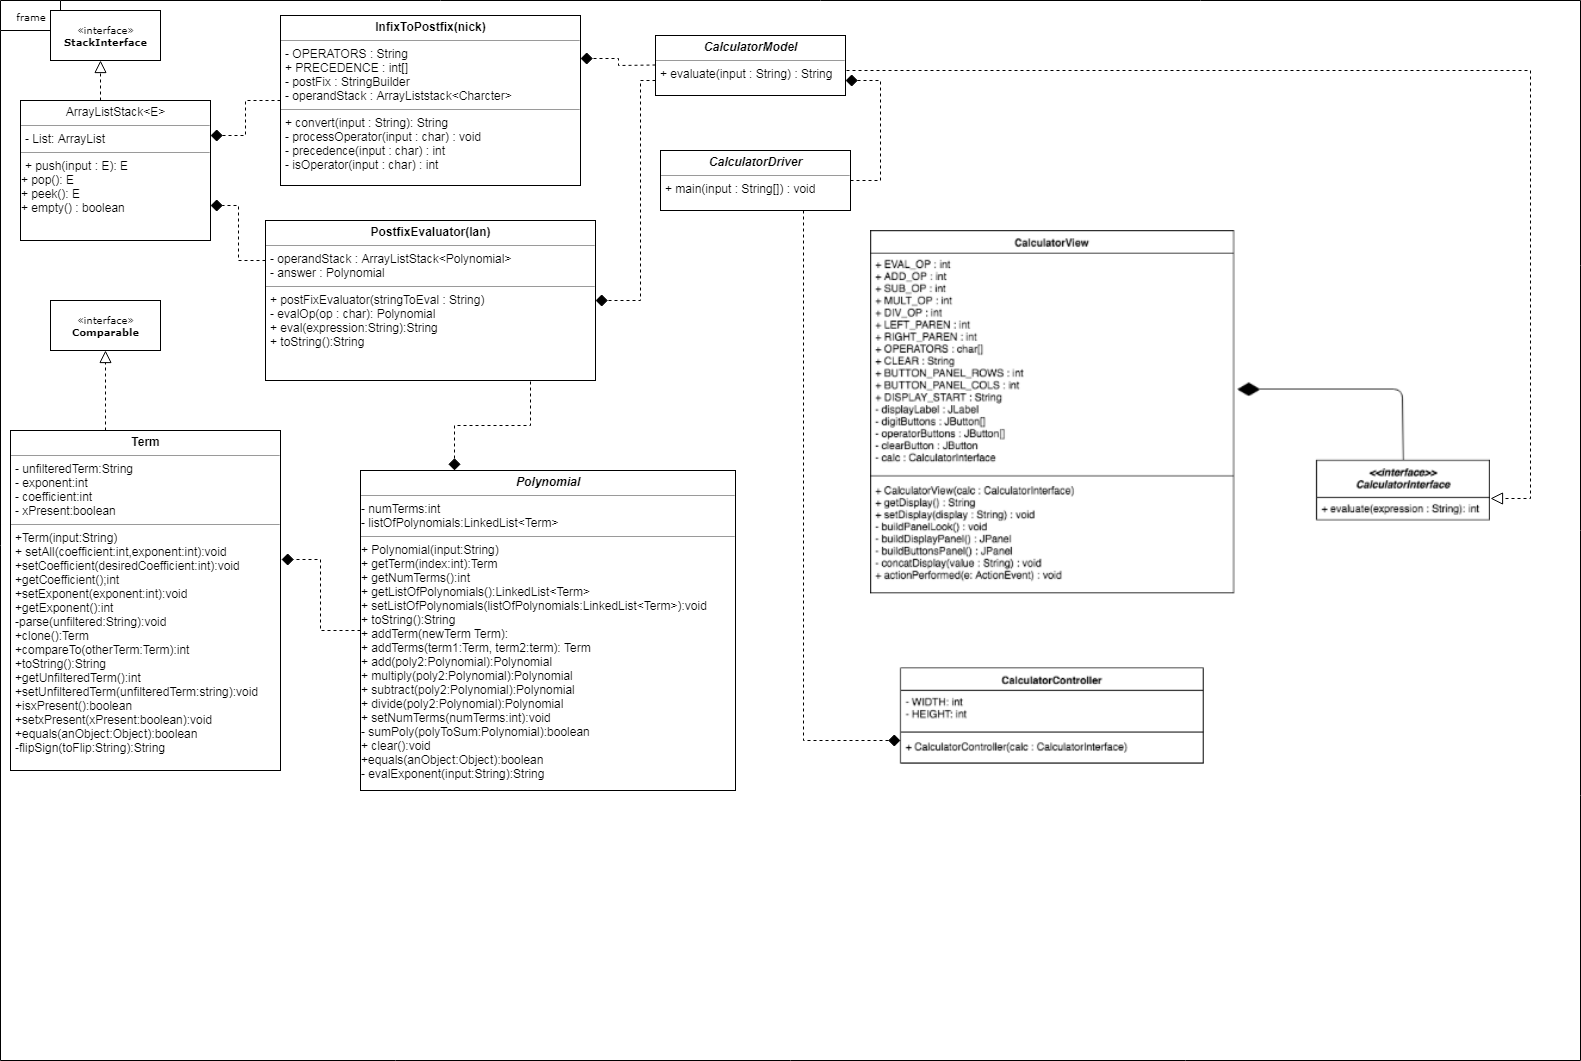 frame
«interface»
StackInterface
ArrayListStack<E>
- List: ArrayList
+ push(input : E): E
+ pop(): E
+ peek(): E
+ empty() : boolean
InfixToPostfix(nick)
- OPERATORS : String
+ PRECEDENCE : int[]
- postFix : StringBuilder
- operandStack : ArrayListstack<Charcter>
+ convert(input : String): String
- processOperator(input : char) : void
- precedence(input : char) : int
- isOperator(input : char) : int
CalculatorModel
+ evaluate(input : String) : String
CalculatorDriver
+ main(input : String[]) : void
PostfixEvaluator(Ian)
- operandStack : ArrayListStack<Polynomial>
- answer : Polynomial
+ postFixEvaluator(stringToEval : String)
- evalOp(op : char): Polynomial
+ eval(expression:String):String
+ toString():String
«interface»
Comparable
Term
- unfilteredTerm:String
- exponent:int
- coefficient:int
- xPresent:boolean
+Term(input:String)
+ setAll(coefficient:int,exponent:int):void
+setCoefficient(desiredCoefficient:int):void
+getCoefficient();int
+setExponent(exponent:int):void
+getExponent():int
-parse(unfiltered:String):void
+clone():Term
+compareTo(otherTerm:Term):int
+toString():String
+getUnfilteredTerm():int
+setUnfilteredTerm(unfilteredTerm:string):void
+isxPresent():boolean
+setxPresent(xPresent:boolean):void
+equals(anObject:Object):boolean
-flipSign(toFlip:String):String
Polynomial
- numTerms:int
- listOfPolynomials:LinkedList<Term>
+ Polynomial(input:String)
+ getTerm(index:int):Term
+ getNumTerms():int
+ getListOfPolynomials():LinkedList<Term>
+ setListOfPolynomials(listOfPolynomials:LinkedList<Term>):void
+ toString():String
+ addTerm(newTerm Term):
+ addTerms(term1:Term, term2:term): Term
+ add(poly2:Polynomial):Polynomial
+ multiply(poly2:Polynomial):Polynomial
+ subtract(poly2:Polynomial):Polynomial
+ divide(poly2:Polynomial):Polynomial
+ setNumTerms(numTerms:int):void
- sumPoly(polyToSum:Polynomial):boolean
+ clear():void
+equals(anObject:Object):boolean
- evalExponent(input:String):String
CalculatorView
+ EVAL_OP : int
+ ADD_OP : int
+ SUB_OP : int
+ MULT_OP : int
+ DIV_OP : int
+ LEFT_PAREN : int
+ RIGHT_PAREN : int
+ OPERATORS : char[]
+ CLEAR : String
+ BUTTON_PANEL_ROWS : int
+ BUTTON_PANEL_COLS : int
+ DISPLAY_START : String
- displayLabel : JLabel
- digitButtons : JButton[]
- operatorButtons : JButton[]
- clearButton : JButton
- calc : CalculatorInterface
+ CalculatorView(calc : CalculatorInterface)
+ getDisplay() : String
+ setDisplay(display : String) : void
- buildPanelLook() : void
- buildDisplayPanel() : JPanel
- buildButtonsPanel() : JPanel
- concatDisplay(value : String) : void
+ actionPerformed(e: ActionEvent) : void
<<interface>>
CalculatorInterface
+ evaluate(expression : String): int
CalculatorController
- WIDTH: int
- HEIGHT: int
+ CalculatorController(calc : CalculatorInterface)